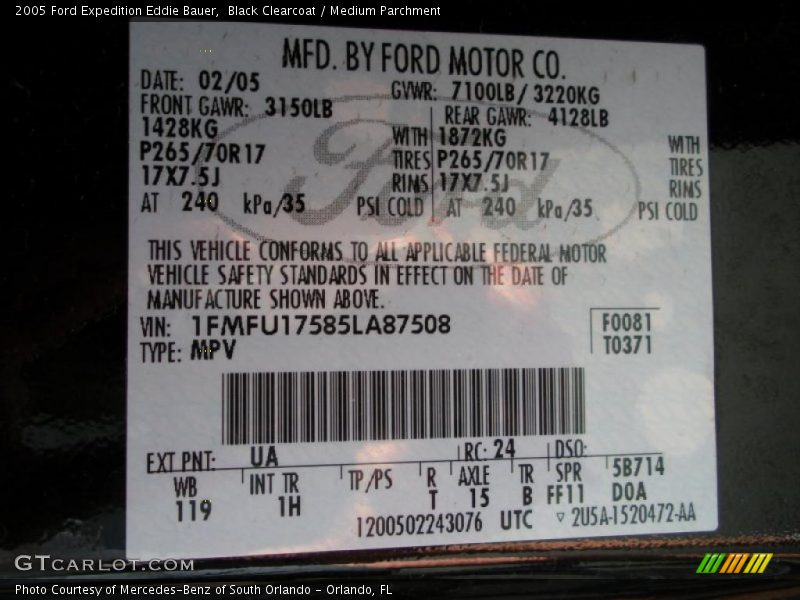 2005 Ford Expedition Eddie Bauer, Black Clearcoat / Medium Parchment
MFD. BY FORD MOTOR CO.
DATE: 02/05 GVWR: 7100LB/ 3220KG
FRONT GAWR: 3150LB REAR GAWR: 4128LB
1428KG WITH 1872KG WITH
P265/70R17 TIRES P265/70R17 TIRES
17X7.5J RIMS 17X7.5J RIMS
AT 240 kPa/35 PSI COLD AT 240 kPa/35 PSI COLD
Ford
THIS VEHICLE CONFORMS TO ALL APPLICABLE FEDERAL MOTOR
VEHICLE SAFETY STANDARDS IN EFFECT ON THE DATE OF
MANUFACTURE SHOWN ABOVE.
VIN: 1FMFU17585LA87508 F0081
TYPE: MPV T0371
EXT PNT: UA RC: 24 DSO:
WB INT TR TP/PS R AXLE TR SPR 5B714
119 1H T 15 B FF11 DOA
1200502243076 UTC ▽ 2U5A-1520472-AA
GTCARLOT.COM
Photo Courtesy of Mercedes-Benz of South Orlando - Orlando, FL